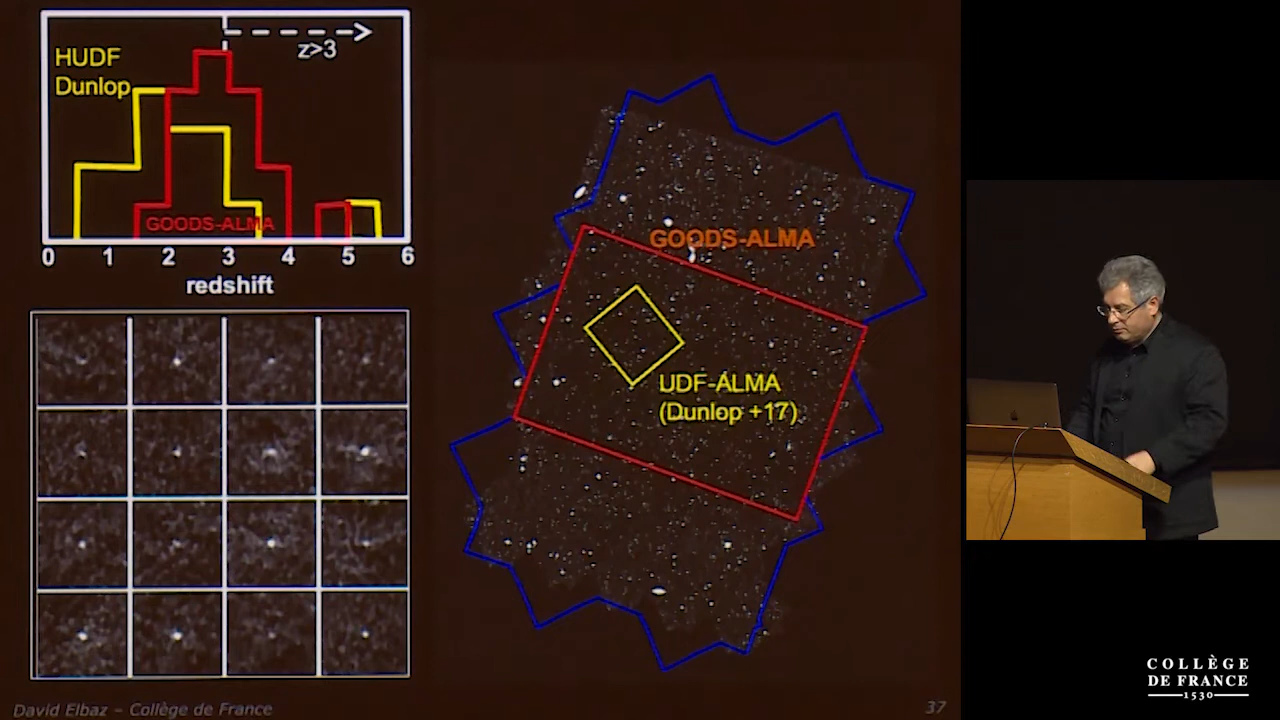 HUDF
Dunlop
z>3
GOODS-ALMA
0 1 2 3 4 5 6
redshift
GOODS-ALMA
UDF-ALMA
(Dunlop +17)
David Elbaz – Collège de France
37
COLLÈGE
DE FRANCE
1530